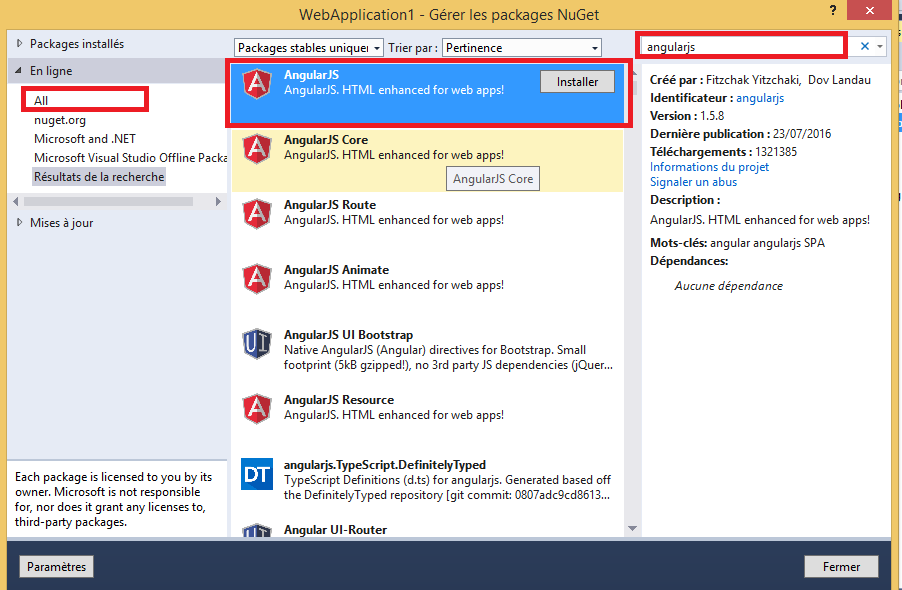 WebApplication1 - Gérer les packages NuGet
?
Packages installés
En ligne
All
nuget.org
Microsoft and .NET
Microsoft Visual Studio Offline Packa
Résultats de la recherche
Mises à jour
Each package is licensed to you by its
owner. Microsoft is not responsible
for, nor does it grant any licenses to,
third-party packages.
Packages stables unique
Trier par : Pertinence
AngularJS
AngularJS. HTML enhanced for web apps!
Installer
AngularJS Core
AngularJS. HTML enhanced for web apps!
AngularJS Core
AngularJS Route
AngularJS. HTML enhanced for web apps!
AngularJS Animate
AngularJS. HTML enhanced for web apps!
UI
AngularJS UI Bootstrap
Native AngularJS (Angular) directives for Bootstrap. Small
footprint (5kB gzipped!), no 3rd party JS dependencies (jQuer...
AngularJS Resource
AngularJS. HTML enhanced for web apps!
DT
angularjs.TypeScript.DefinitelyTyped
TypeScript Definitions (d.ts) for angularjs. Generated based off
the DefinitelyTyped repository [git commit: 0807adc9cd8613...
Angular UI-Router
angularjs
Créé par : Fitzchak Yitzchaki, Dov Landau
Identificateur : angularjs
Version : 1.5.8
Dernière publication : 23/07/2016
Téléchargements : 1321385
Informations du projet
Signaler un abus
Description :
AngularJS. HTML enhanced for web apps!
Mots-clés: angular angularjs SPA
Dépendances:
Aucune dépendance
Paramètres
Fermer